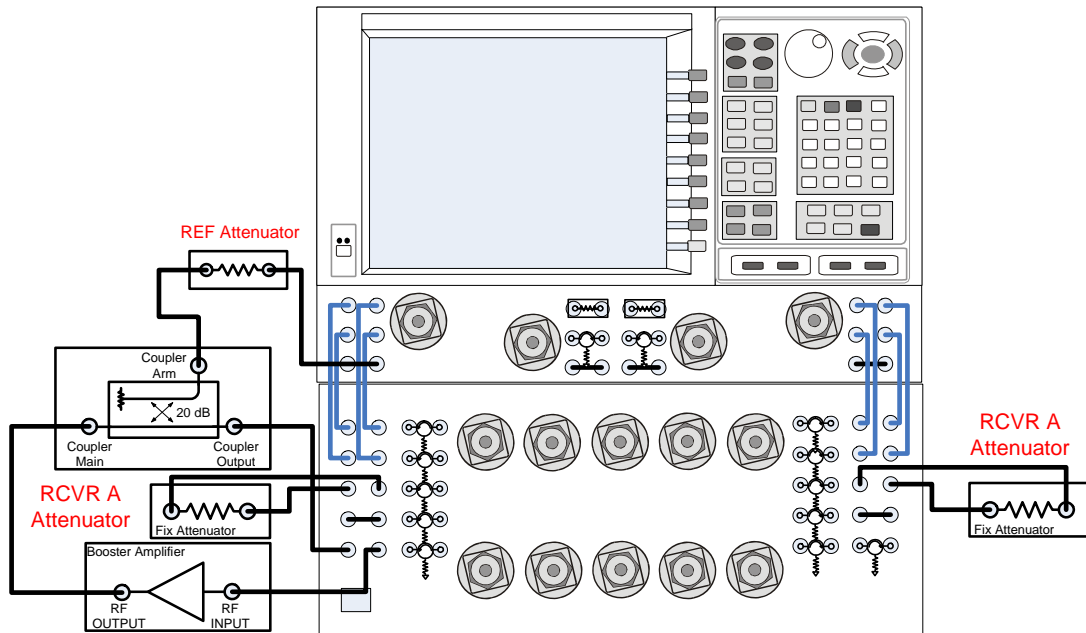 REF Attenuator
Coupler
Arm
20 dB
Coupler
Main
Coupler
Output
RCVR A
Attenuator
Fix Attenuator
Booster Amplifier
RF
OUTPUT
RF
INPUT
RCVR A
Attenuator
Fix Attenuator